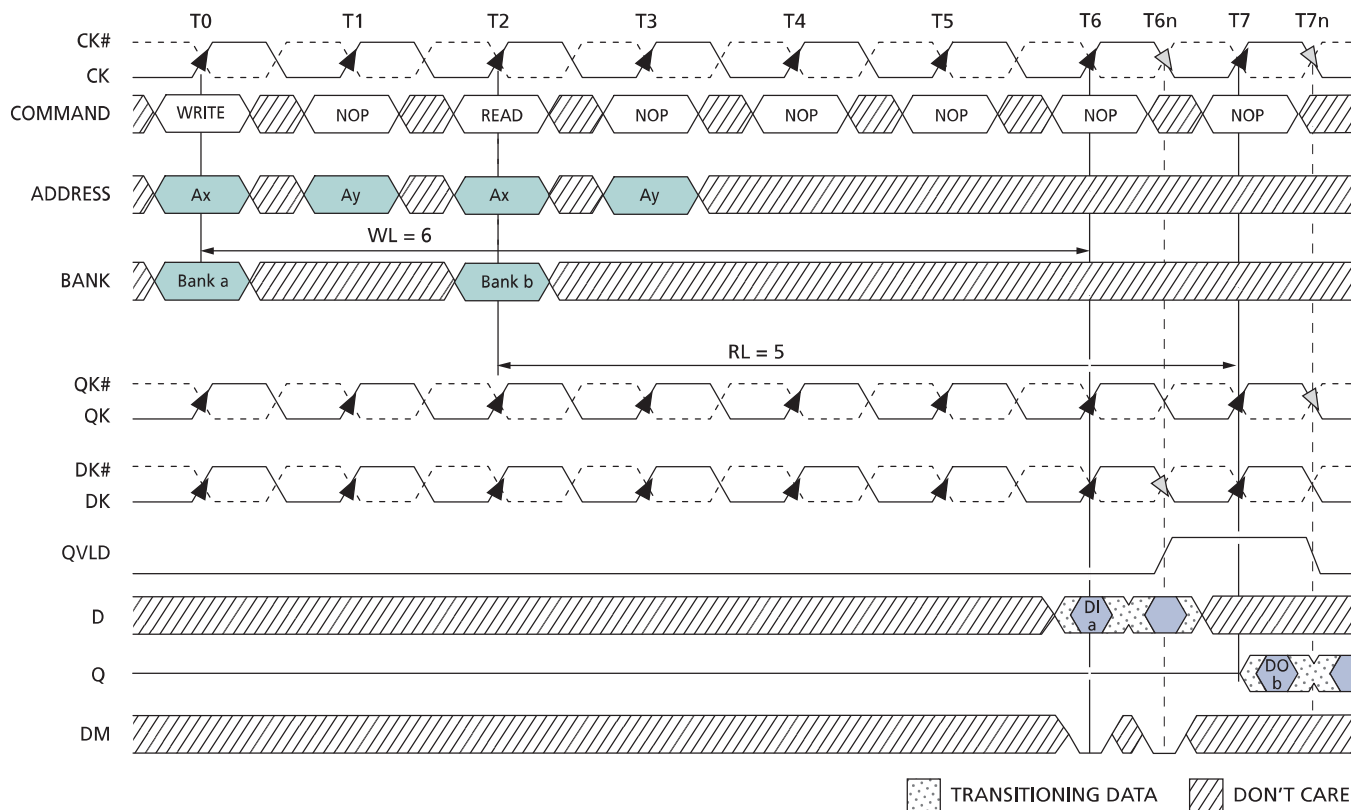 T0 T1 T2 T3 T4 T5 T6 T6n T7 T7n
CK#
CK
COMMAND WRITE NOP READ NOP NOP NOP NOP NOP
ADDRESS Ax Ay Ax Ay
WL = 6
BANK Bank a Bank b
RL = 5
QK#
QK
DK#
DK
QVLD
D DI a
Q DO b
DM
TRANSITIONING DATA DON'T CARE